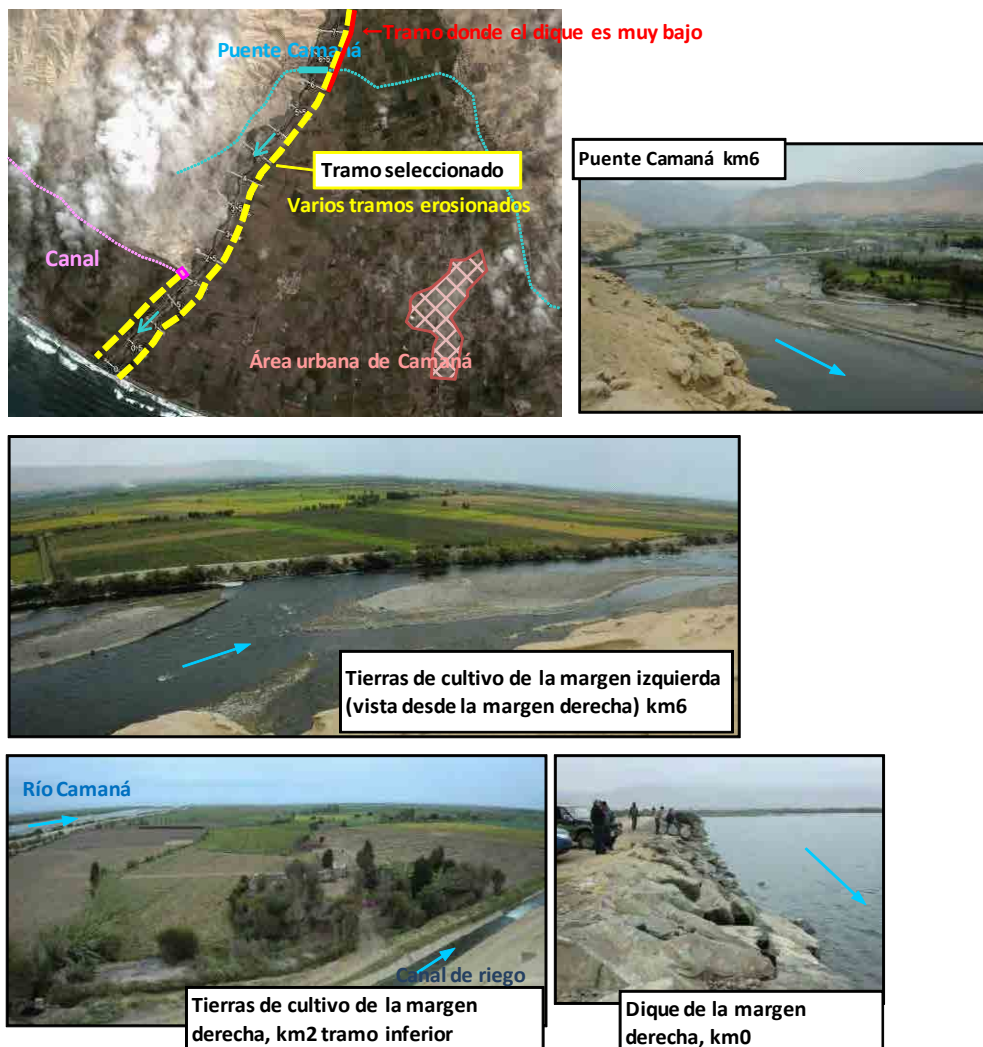 Tramo donde el dique es muy bajo
Puente Camaná
Tramo seleccionado
Varios tramos erosionados
Canal
Área urbana de Camaná
Puente Camaná km6
Tierras de cultivo de la margen izquierda
(vista desde la margen derecha) km6
Río Camaná
Canal de riego
Tierras de cultivo de la margen
derecha, km2 tramo inferior
Dique de la margen
derecha, km0